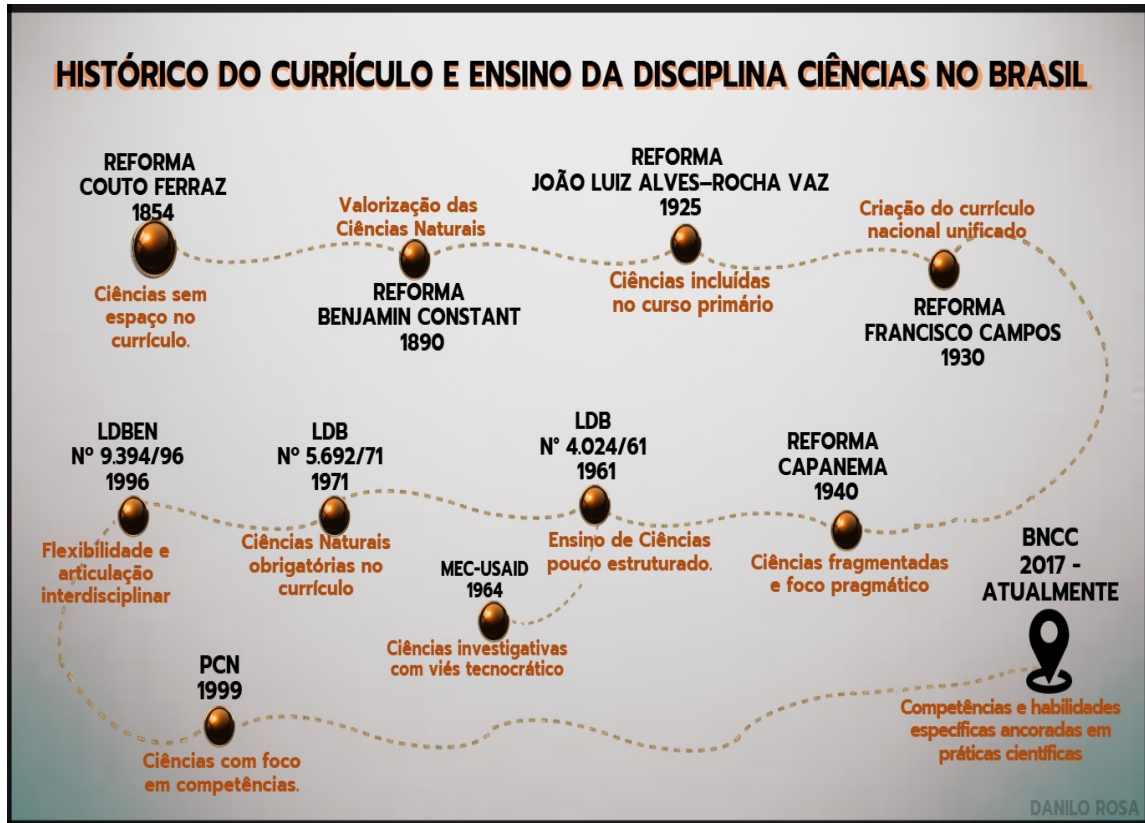 HISTÓRICO DO CURRÍCULO E ENSINO DA DISCIPLINA CIÊNCIAS NO BRASIL
REFORMA
COUTO FERRAZ
1854
Ciências sem
espaço no
currículo.
Valorização das
Ciências Naturais
REFORMA
BENJAMIN CONSTANT
1890
REFORMA
JOÃO LUIZ ALVES–ROCHA VAZ
1925
Ciências incluídas
no curso primário
Criação do currículo
nacional unificado
REFORMA
FRANCISCO CAMPOS
1930
REFORMA
CAPANEMA
1940
Ciências fragmentadas
e foco pragmático
LDB
N° 4.024/61
1961
Ensino de Ciências
pouco estruturado.
MEC-USAID
1964
Ciências investigativas
com viés tecnocrático
LDB
Nº 5.692/71
1971
Ciências Naturais
obrigatórias no
currículo
LDBEN
Nº 9.394/96
1996
Flexibilidade e
articulação
interdisciplinar
PCN
1999
Ciências com foco
em competências.
BNCC
2017 -
ATUALMENTE
Competências e habilidades
específicas ancoradas em
práticas científicas
DANILO ROSA